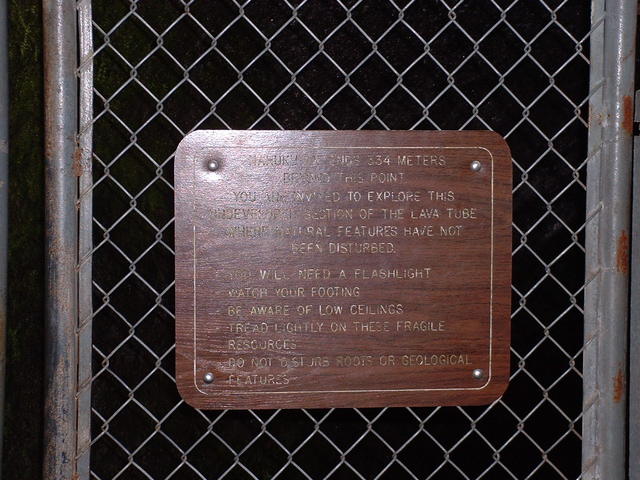 EXTENDS 334 METERS
BEYOND THIS POINT
YOU ARE INVITED TO EXPLORE THIS
UNDEVELOPED SECTION OF THE LAVA TUBE
WHERE NATURAL FEATURES HAVE NOT
BEEN DISTURBED.
- YOU WILL NEED A FLASHLIGHT
- WATCH YOUR FOOTING
- BE AWARE OF LOW CEILINGS
- TREAD LIGHTLY ON THESE FRAGILE
RESOURCES
- DO NOT DISTURB ROOTS OR GEOLOGICAL
FEATURES